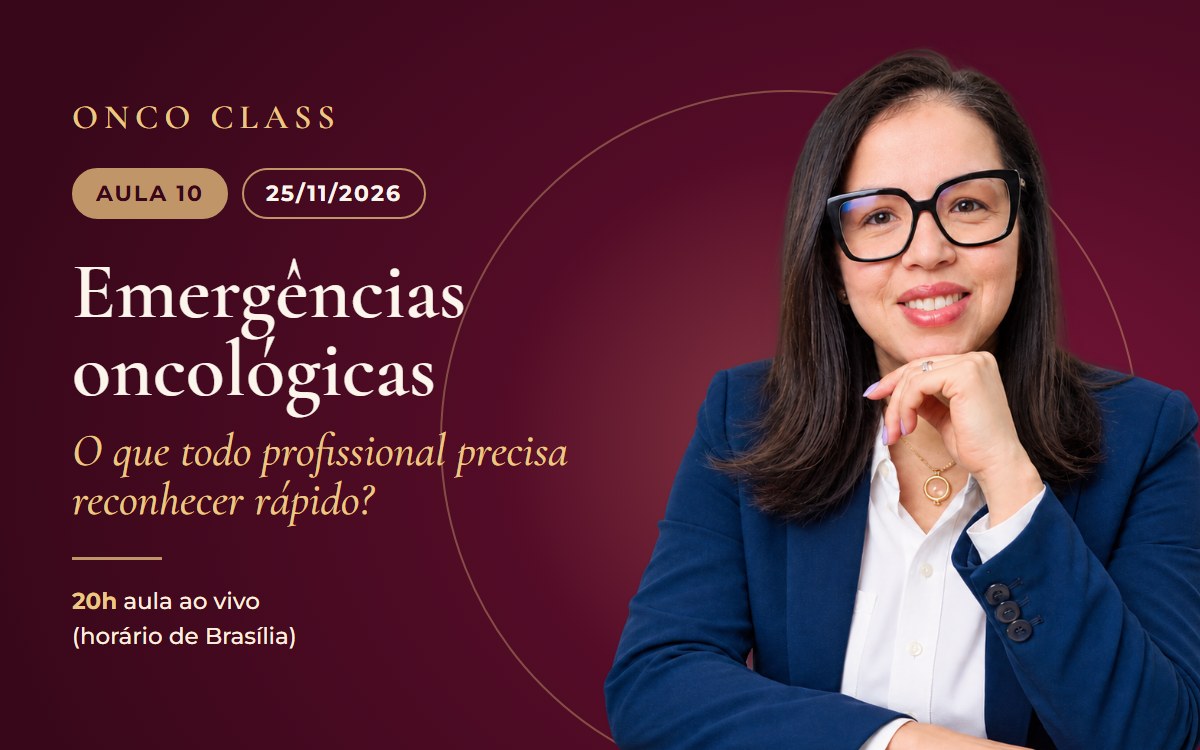 ONCO CLASS
AULA 10
25/11/2026
Emergências
oncológicas
O que todo profissional precisa
reconhecer rápido?
20h aula ao vivo
(horário de Brasília)